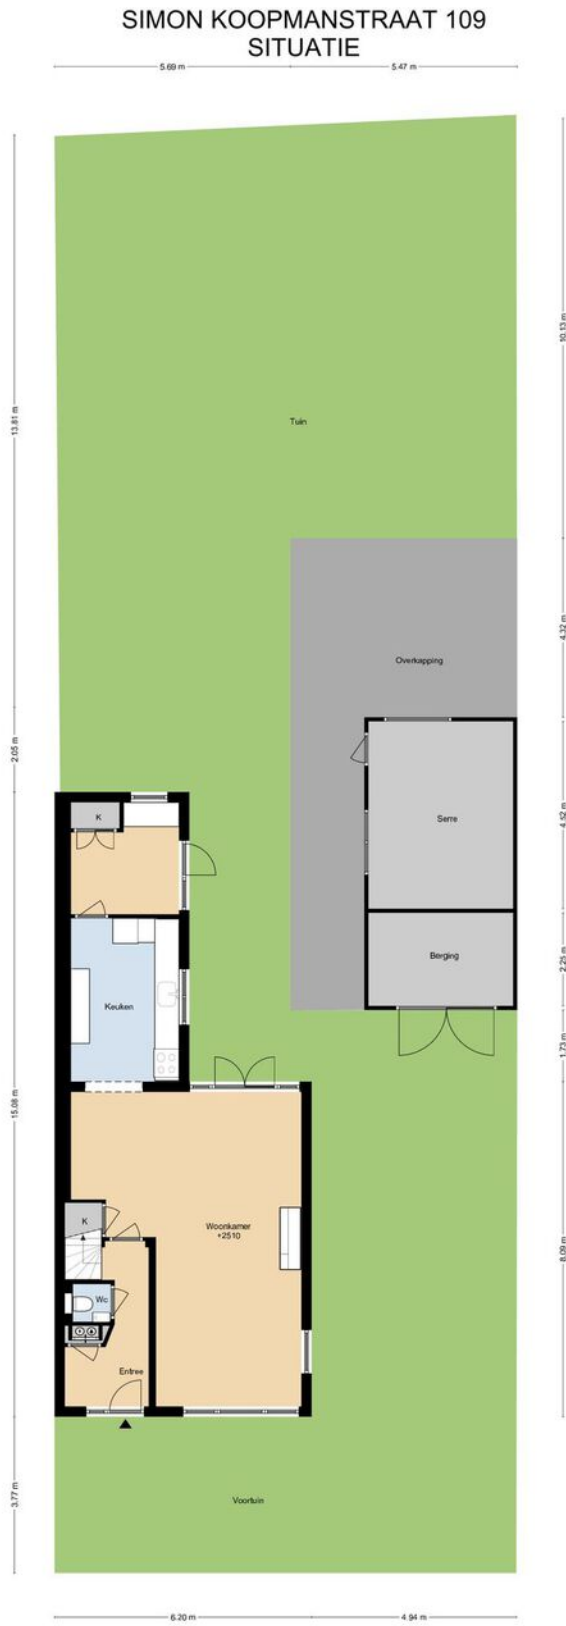 SIMON KOOPMANSTRAAT 109
SITUATIE
5.69 m
5.47 m
10.13 m
13.81 m
Tuin
4.32 m
Overkapping
2.05 m
4.52 m
K
Serre
Berging
2.25 m
Keuken
1.73 m
15.08 m
K
Woonkamer
+2510
8.09 m
Wc
Entree
3.77 m
Voortuin
6.20 m
4.94 m